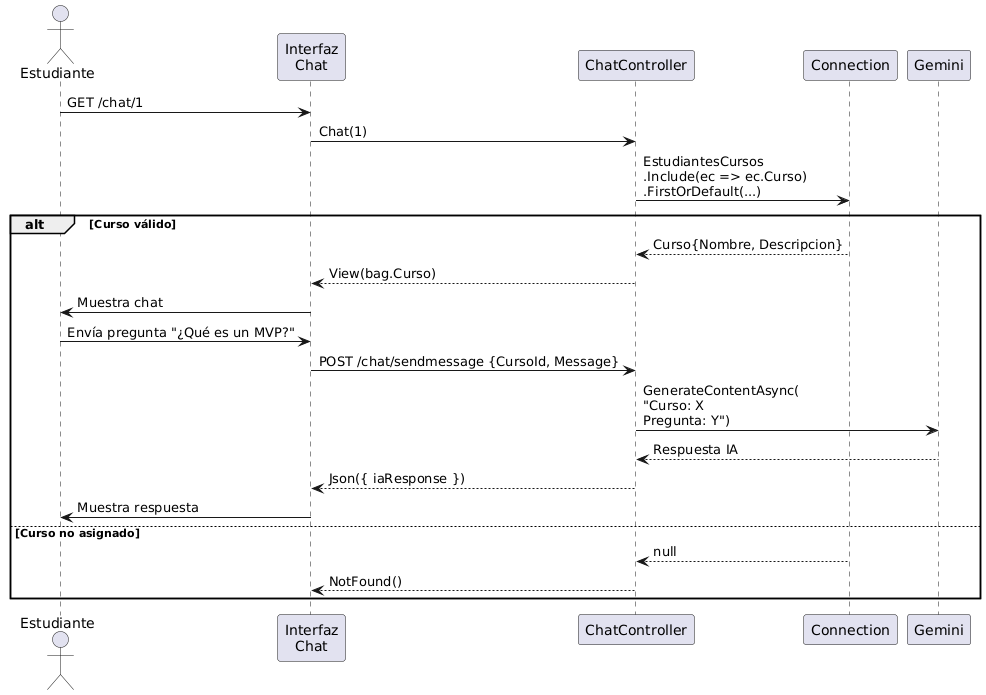 Estudiante
Interfaz
Chat
ChatController
Connection
Gemini
GET /chat/1
Chat(1)
EstudiantesCursos
.Include(ec => ec.Curso)
.FirstOrDefault(...)
alt
[Curso válido]
Curso{Nombre, Descripcion}
View(bag.Curso)
Muestra chat
Envía pregunta "¿Qué es un MVP?"
POST /chat/sendmessage {CursoId, Message}
GenerateContentAsync(
"Curso: X
Pregunta: Y")
Respuesta IA
Json({ iaResponse })
Muestra respuesta
[Curso no asignado]
null
NotFound()
Estudiante
Interfaz
Chat
ChatController
Connection
Gemini